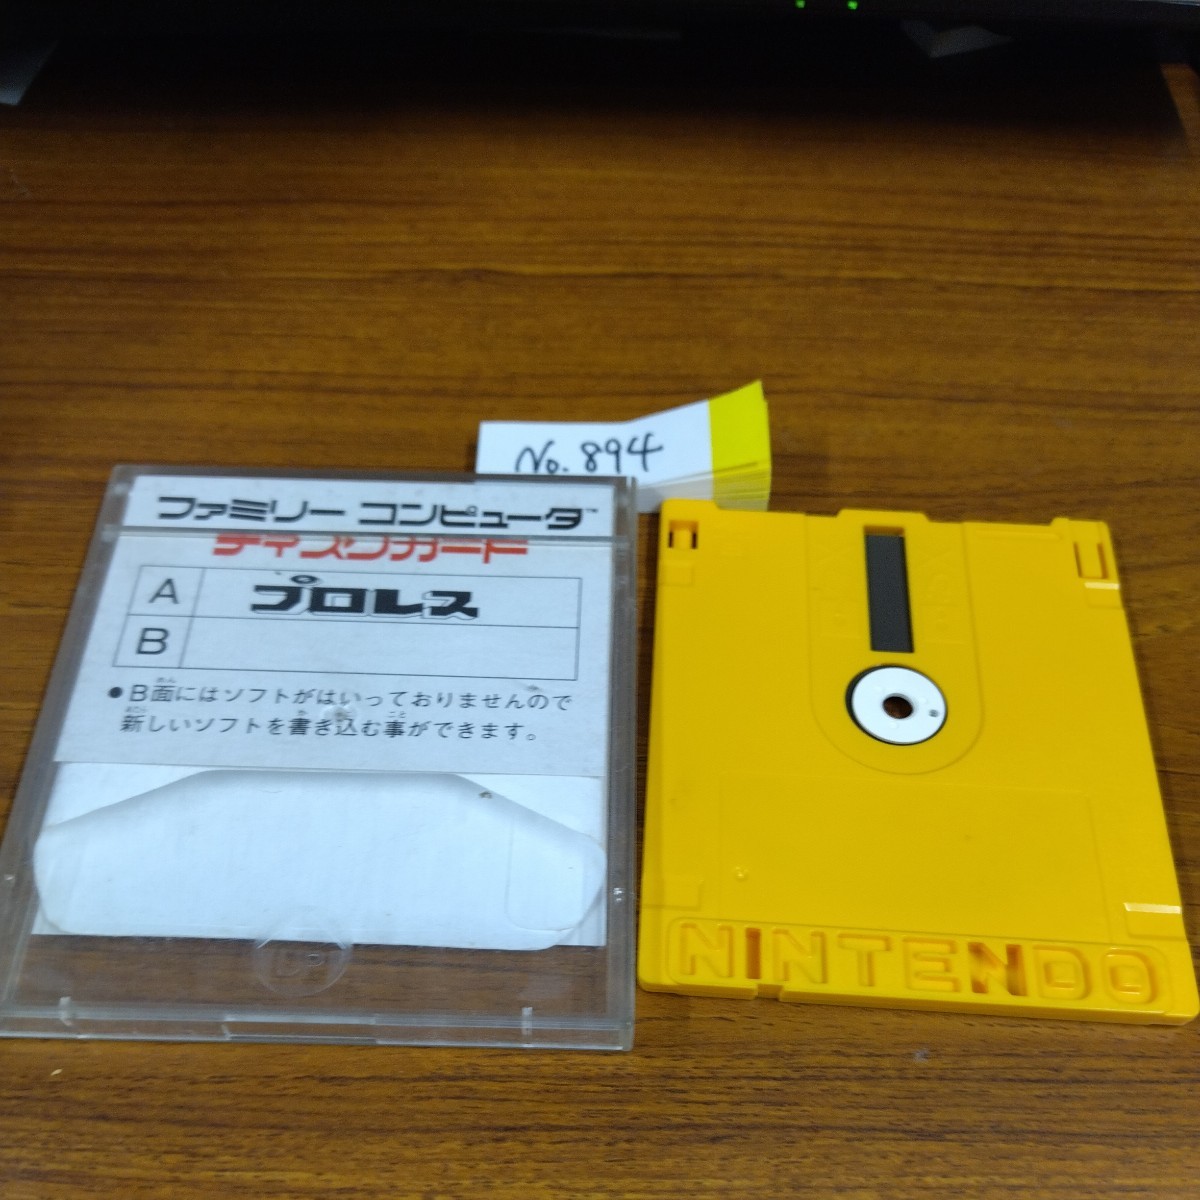 No. 894
ファミリー コンピュータ™
ディスクカード
A プロレス
B
●B面にはソフトがはいっておりませんので
新しいソフトを書き込む事ができます。
NINTENDO